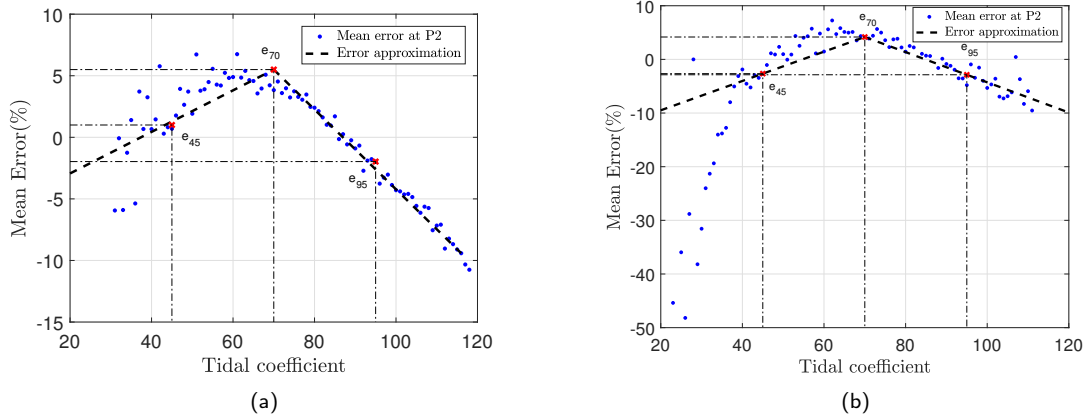 Mean error at P2
Error approximation
e70
e45
e95
10
5
0
-5
-10
-15
20
40
60
80
100
120
Mean Error(%)
Tidal coefficient
(a)
Mean error at P2
Error approximation
e70
e95
e45
10
0
-10
-20
-30
-40
-50
20
40
60
80
100
120
Mean Error(%)
Tidal coefficient
(b)